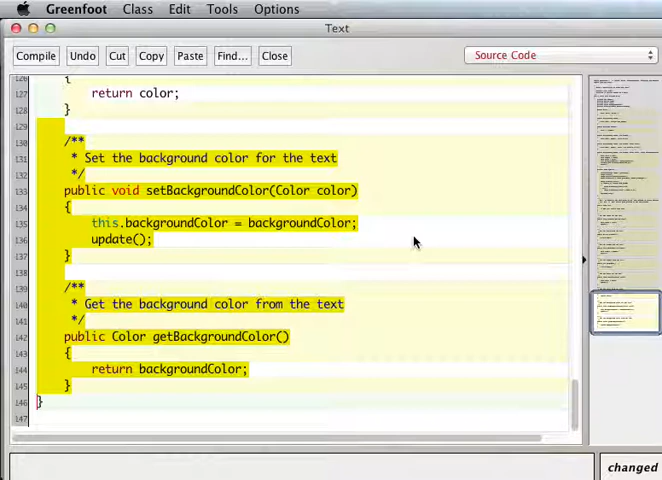 Greenfoot Class Edit Tools Options
Text
Compile Undo Cut Copy Paste Find... Close Source Code
126 {
127 return color;
128 }
129
130 /**
131 * Set the background color for the text
132 */
133 public void setBackgroundColor(Color color)
134 {
135 this.backgroundColor = backgroundColor;
136 update();
137 }
138
139 /**
140 * Get the background color from the text
141 */
142 public Color getBackgroundColor()
143 {
144 return backgroundColor;
145 }
146 }
147
changed